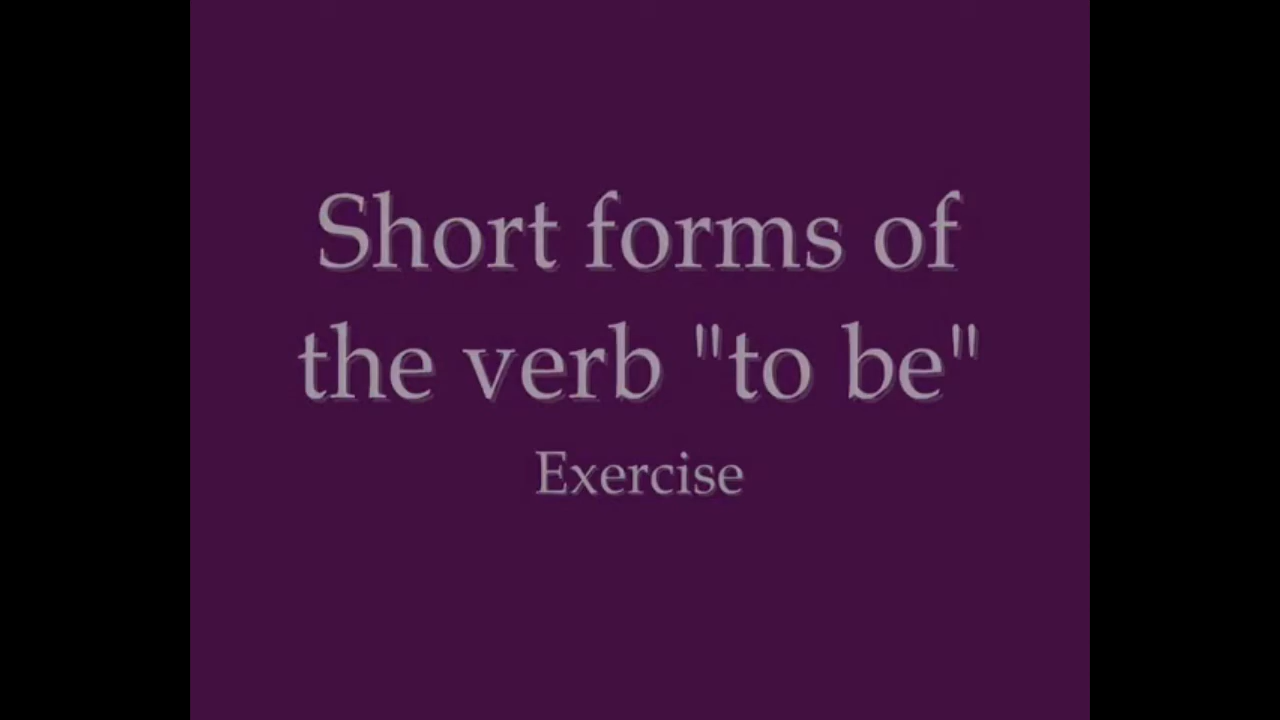 Short forms of
the verb "to be"
Exercise